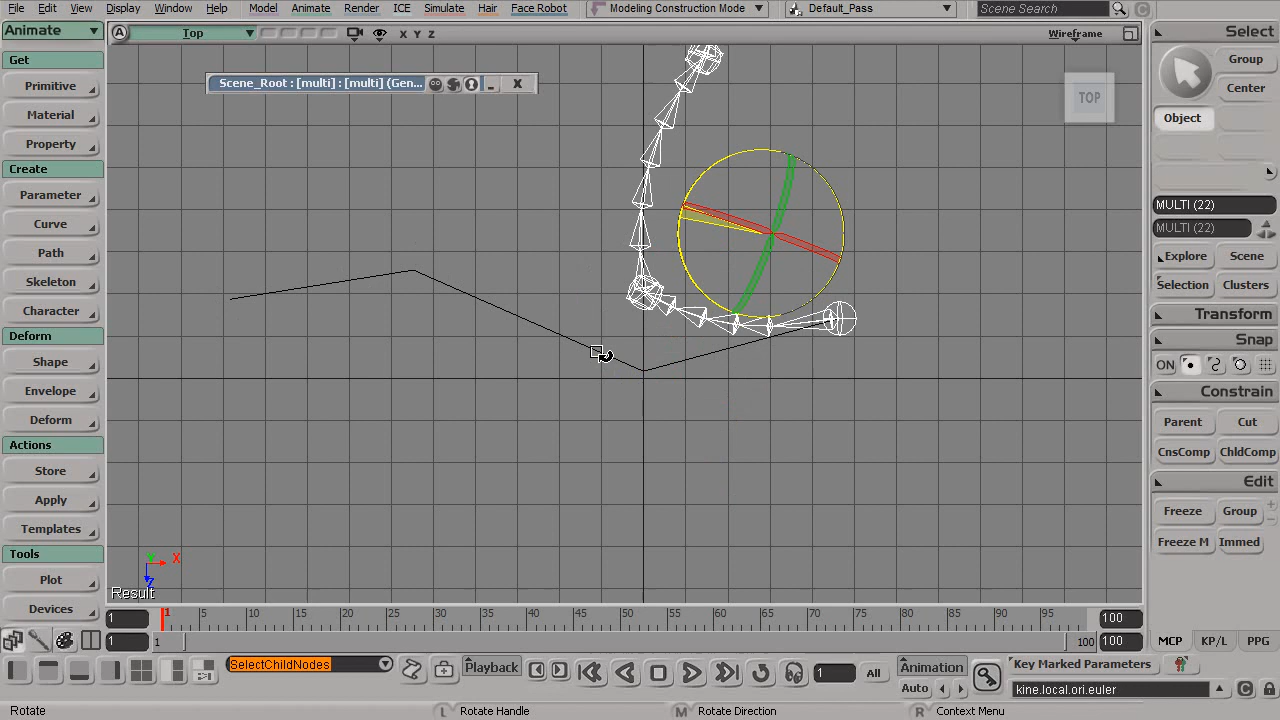 File Edit View Display Window Help Model Animate Render ICE Simulate Hair Face Robot Modeling Construction Mode Default_Pass Scene Search
Animate
A Top X Y Z Wireframe
Select
Get
Primitive
Material
Property
Create
Parameter
Curve
Path
Skeleton
Character
Deform
Shape
Envelope
Deform
Actions
Store
Apply
Templates
Tools
Plot
Devices
Scene_Root : [multi] : [multi] (Gen... X
TOP
Y X
Z
Result
Group
Center
Object
MULTI (22)
MULTI (22)
Explore Scene
Selection Clusters
Transform
Snap
ON
Constrain
Parent Cut
CnsComp ChldComp
Edit
Freeze Group
Freeze M Immed
MCP KP/L PPG
1 1 5 10 15 20 25 30 35 40 45 50 55 60 65 70 75 80 85 90 95 100
1 1 100 100
SelectChildNodes Playback 1 All Animation Key Marked Parameters
Auto kine.local.ori.euler
Rotate L Rotate Handle M Rotate Direction R Context Menu